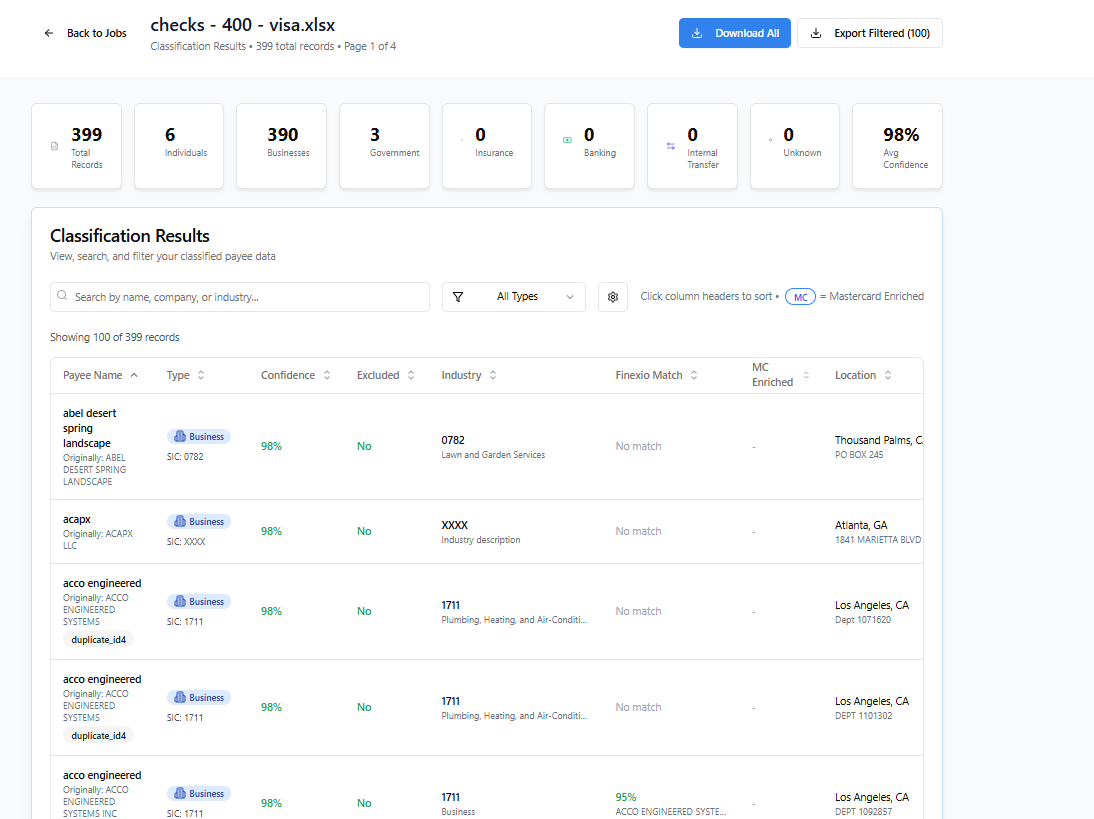 Back to Jobs
checks - 400 - visa.xlsx
Classification Results • 399 total records • Page 1 of 4
Download All
Export Filtered (100)
399
Total
Records
6
Individuals
390
Businesses
3
Government
0
Insurance
0
Banking
0
Internal
Transfer
0
Unknown
98%
Avg
Confidence
Classification Results
View, search, and filter your classified payee data
Search by name, company, or industry...
All Types
Click column headers to sort • MC = Mastercard Enriched
Showing 100 of 399 records
Payee Name Type Confidence Excluded Industry Finexio Match MC Enriched Location
abel desert
spring
landscape
Originally: ABEL
DESERT SPRING
LANDSCAPE
Business
SIC: 0782
98%
No
0782
Lawn and Garden Services
No match
-
Thousand Palms, C
PO BOX 245
acapx
Originally: ACAPX
LLC
Business
SIC: XXXX
98%
No
XXXX
Industry description
No match
-
Atlanta, GA
1841 MARIETTA BLVD
acco engineered
Originally: ACCO
ENGINEERED
SYSTEMS
duplicate_id4
Business
SIC: 1711
98%
No
1711
Plumbing, Heating, and Air-Conditi...
No match
-
Los Angeles, CA
Dept 1071620
acco engineered
Originally: ACCO
ENGINEERED
SYSTEMS
duplicate_id4
Business
SIC: 1711
98%
No
1711
Plumbing, Heating, and Air-Conditi...
No match
-
Los Angeles, CA
DEPT 1101302
acco engineered
Originally: ACCO
ENGINEERED
SYSTEMS INC
Business
SIC: 1711
98%
No
1711
Business
95%
ACCO ENGINEERED SYSTE...
-
Los Angeles, CA
DEPT 1092857